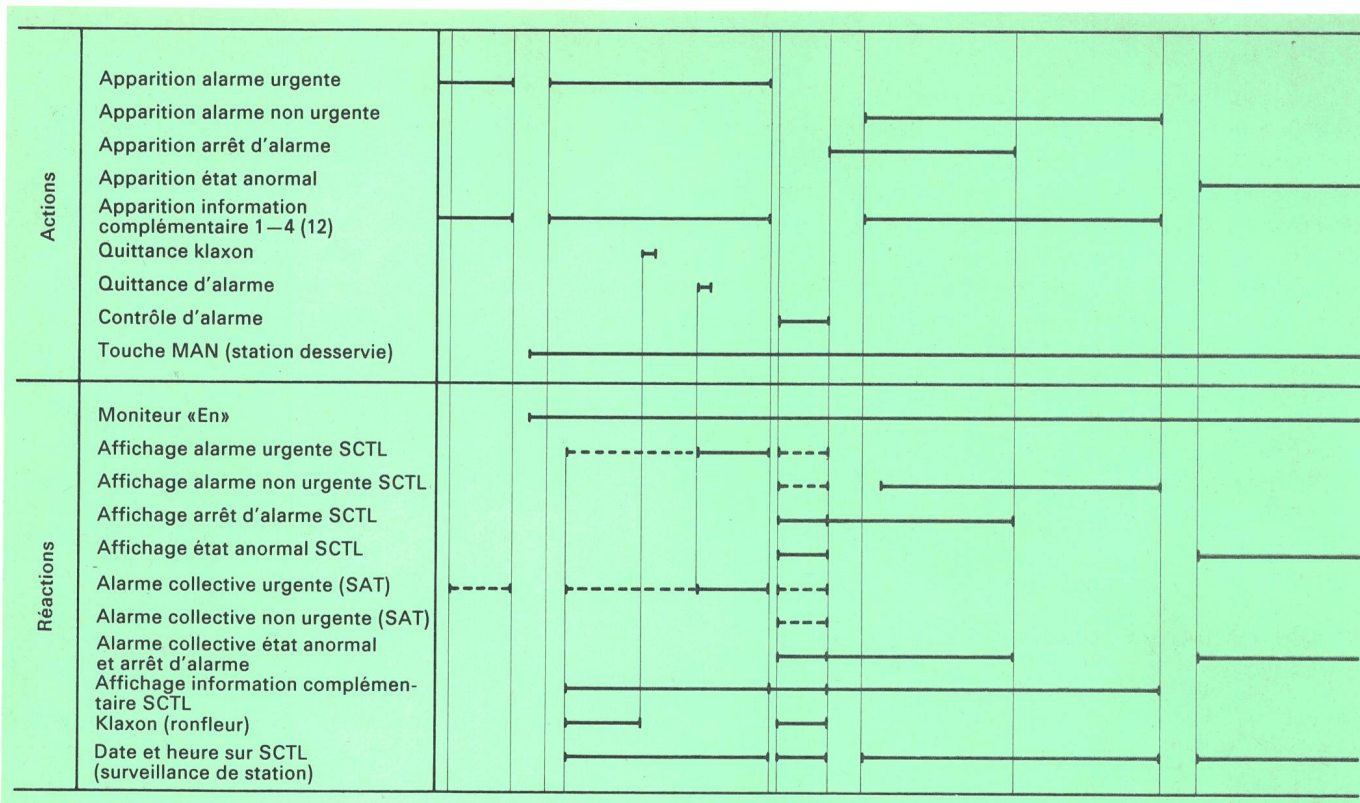 Actions
Apparition alarme urgente
Apparition alarme non urgente
Apparition arrêt d'alarme
Apparition état anormal
Apparition information
complémentaire 1—4 (12)
Quittance klaxon
Quittance d'alarme
Contrôle d'alarme
Touche MAN (station desservie)
Réactions
Moniteur «En»
Affichage alarme urgente SCTL
Affichage alarme non urgente SCTL
Affichage arrêt d'alarme SCTL
Affichage état anormal SCTL
Alarme collective urgente (SAT)
Alarme collective non urgente (SAT)
Alarme collective état anormal
et arrêt d'alarme
Affichage information complémen-
taire SCTL
Klaxon (ronfleur)
Date et heure sur SCTL
(surveillance de station)